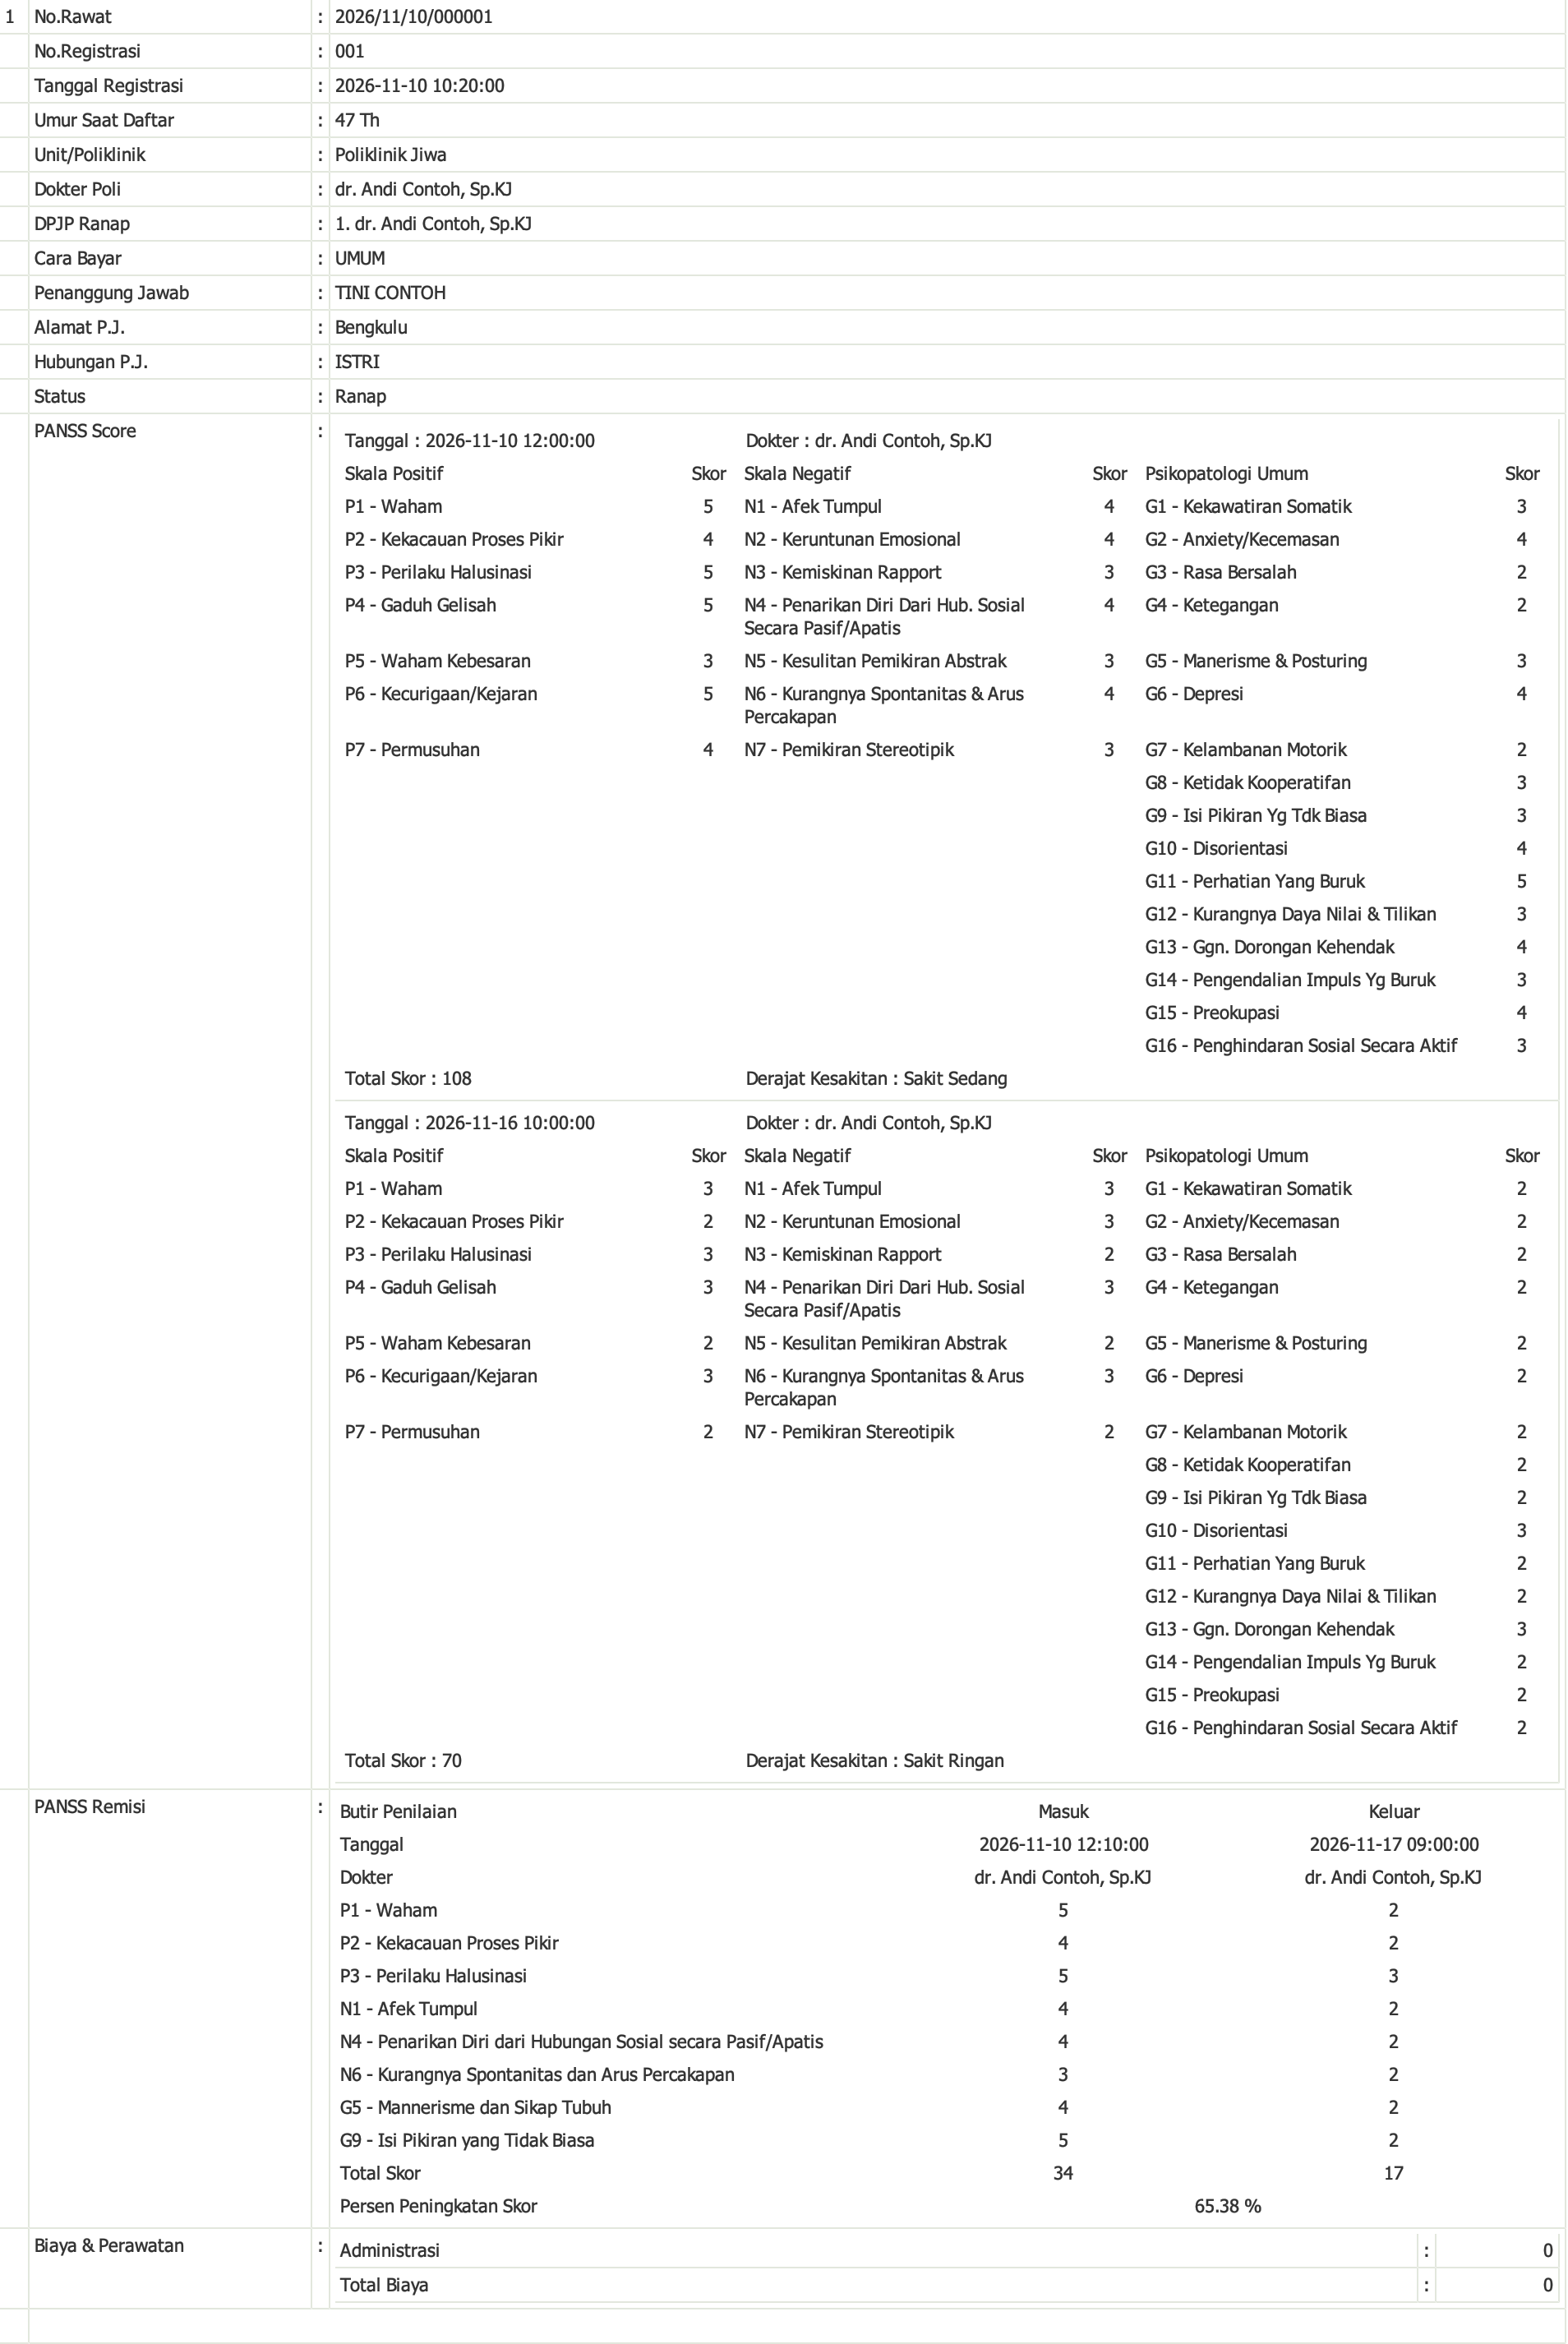 1 No.Rawat : 2026/11/10/000001
No.Registrasi : 001
Tanggal Registrasi : 2026-11-10 10:20:00
Umur Saat Daftar : 47 Th
Unit/Poliklinik : Poliklinik Jiwa
Dokter Poli : dr. Andi Contoh, Sp.KJ
DPJP Ranap : 1. dr. Andi Contoh, Sp.KJ
Cara Bayar : UMUM
Penanggung Jawab : TINI CONTOH
Alamat P.J. : Bengkulu
Hubungan P.J. : ISTRI
Status : Ranap
PANSS Score :
Tanggal : 2026-11-10 12:00:00 Dokter : dr. Andi Contoh, Sp.KJ
Skala Positif Skor Skala Negatif Skor Psikopatologi Umum Skor
P1 - Waham 5 N1 - Afek Tumpul 4 G1 - Kekawatiran Somatik 3
P2 - Kekacauan Proses Pikir 4 N2 - Keruntunan Emosional 4 G2 - Anxiety/Kecemasan 4
P3 - Perilaku Halusinasi 5 N3 - Kemiskinan Rapport 3 G3 - Rasa Bersalah 2
P4 - Gaduh Gelisah 5 N4 - Penarikan Diri Dari Hub. Sosial 4 G4 - Ketegangan 2
Secara Pasif/Apatis
P5 - Waham Kebesaran 3 N5 - Kesulitan Pemikiran Abstrak 3 G5 - Manerisme & Posturing 3
P6 - Kecurigaan/Kejaran 5 N6 - Kurangnya Spontanitas & Arus 4 G6 - Depresi 4
Percakapan
P7 - Permusuhan 4 N7 - Pemikiran Stereotipik 3 G7 - Kelambanan Motorik 2
G8 - Ketidak Kooperatifan 3
G9 - Isi Pikiran Yg Tdk Biasa 3
G10 - Disorientasi 4
G11 - Perhatian Yang Buruk 5
G12 - Kurangnya Daya Nilai & Tilikan 3
G13 - Ggn. Dorongan Kehendak 4
G14 - Pengendalian Impuls Yg Buruk 3
G15 - Preokupasi 4
G16 - Penghindaran Sosial Secara Aktif 3
Total Skor : 108 Derajat Kesakitan : Sakit Sedang
Tanggal : 2026-11-16 10:00:00 Dokter : dr. Andi Contoh, Sp.KJ
Skala Positif Skor Skala Negatif Skor Psikopatologi Umum Skor
P1 - Waham 3 N1 - Afek Tumpul 3 G1 - Kekawatiran Somatik 2
P2 - Kekacauan Proses Pikir 2 N2 - Keruntunan Emosional 3 G2 - Anxiety/Kecemasan 2
P3 - Perilaku Halusinasi 3 N3 - Kemiskinan Rapport 2 G3 - Rasa Bersalah 2
P4 - Gaduh Gelisah 3 N4 - Penarikan Diri Dari Hub. Sosial 3 G4 - Ketegangan 2
Secara Pasif/Apatis
P5 - Waham Kebesaran 2 N5 - Kesulitan Pemikiran Abstrak 2 G5 - Manerisme & Posturing 2
P6 - Kecurigaan/Kejaran 3 N6 - Kurangnya Spontanitas & Arus 3 G6 - Depresi 2
Percakapan
P7 - Permusuhan 2 N7 - Pemikiran Stereotipik 2 G7 - Kelambanan Motorik 2
G8 - Ketidak Kooperatifan 2
G9 - Isi Pikiran Yg Tdk Biasa 2
G10 - Disorientasi 3
G11 - Perhatian Yang Buruk 2
G12 - Kurangnya Daya Nilai & Tilikan 2
G13 - Ggn. Dorongan Kehendak 3
G14 - Pengendalian Impuls Yg Buruk 2
G15 - Preokupasi 2
G16 - Penghindaran Sosial Secara Aktif 2
Total Skor : 70 Derajat Kesakitan : Sakit Ringan
PANSS Remisi : Butir Penilaian Masuk Keluar
Tanggal 2026-11-10 12:10:00 2026-11-17 09:00:00
Dokter dr. Andi Contoh, Sp.KJ dr. Andi Contoh, Sp.KJ
P1 - Waham 5 2
P2 - Kekacauan Proses Pikir 4 2
P3 - Perilaku Halusinasi 5 3
N1 - Afek Tumpul 4 2
N4 - Penarikan Diri dari Hubungan Sosial secara Pasif/Apatis 4 2
N6 - Kurangnya Spontanitas dan Arus Percakapan 3 2
G5 - Mannerisme dan Sikap Tubuh 4 2
G9 - Isi Pikiran yang Tidak Biasa 5 2
Total Skor 34 17
Persen Peningkatan Skor 65.38 %
Biaya & Perawatan : Administrasi : 0
Total Biaya : 0